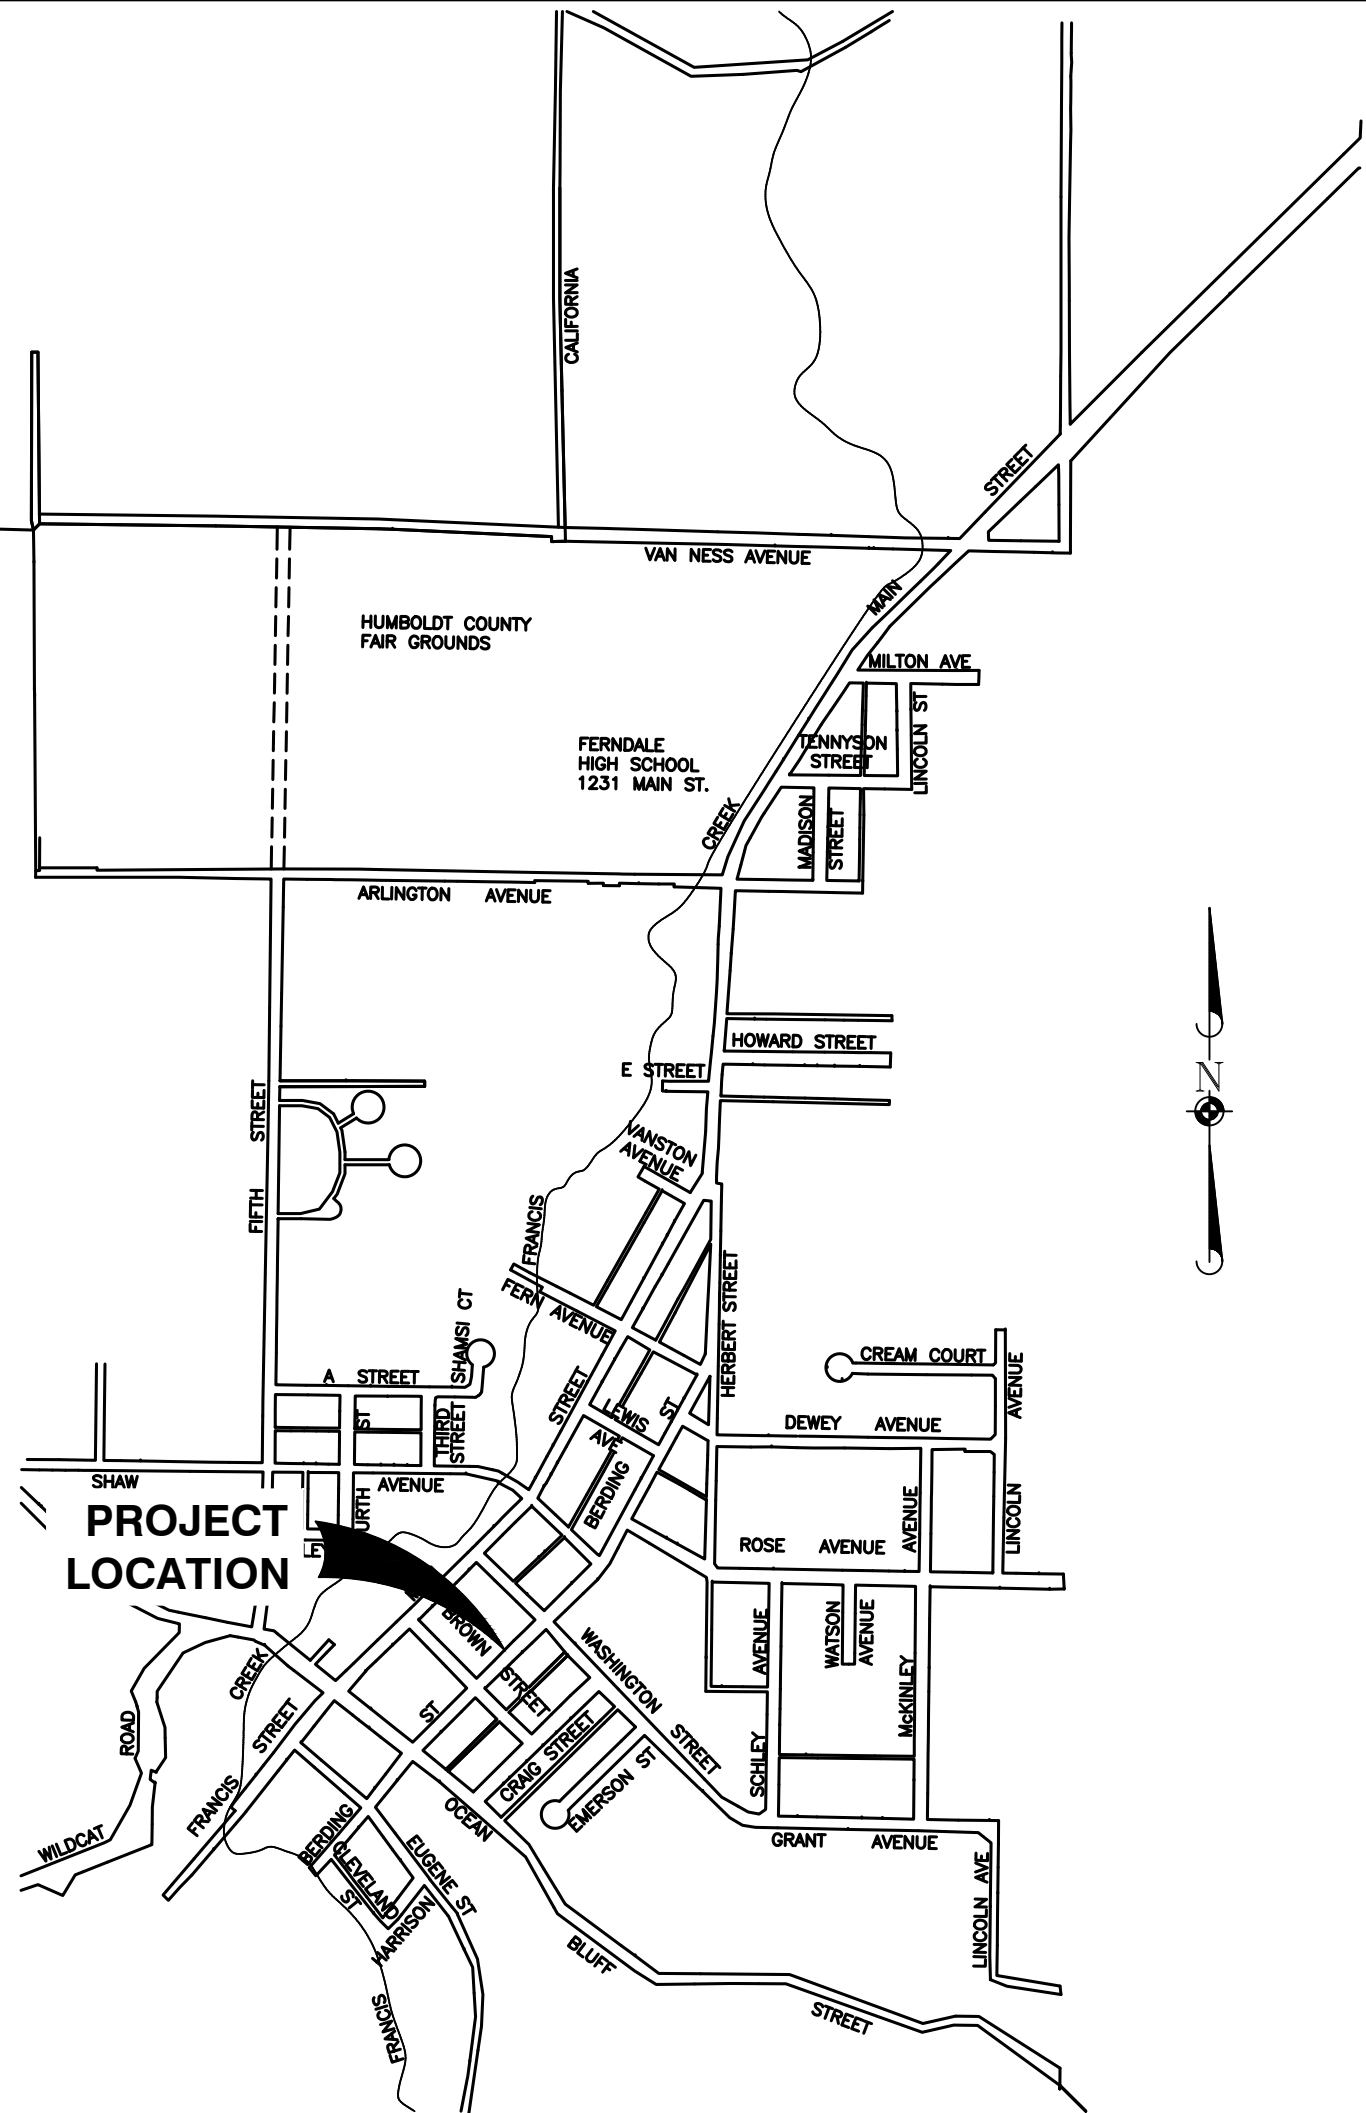 CALIFORNIA
STREET
VAN NESS AVENUE
MAIN
HUMBOLDT COUNTY
FAIR GROUNDS
MILTON AVE
LINCOLN ST
FERNDALE
HIGH SCHOOL
1231 MAIN ST.
TENNYSON
STREET
CREEK
MADISON
STREET
ARLINGTON AVENUE
HOWARD STREET
E STREET
N
FIFTH STREET
VANSTON
AVENUE
FRANCIS
FERN AVENUE
HERBERT STREET
SHAMSI CT
A STREET
CREAM COURT
LINCOLN AVENUE
STREET
LEWIS
AVE
ST
THIRD
STREET
ST
DEWEY AVENUE
BERDING
SHAW AVENUE
PROJECT
LOCATION
URTH
ROSE AVENUE
McKINLEY AVENUE
BROWN
STREET
WASHINGTON STREET
SCHLEY AVENUE
WATSON
AVENUE
CREEK
ROAD
WILDCAT
FRANCIS STREET
ST
CRAIG STREET
EMERSON ST
OCEAN
GRANT AVENUE
BERDING
CLEVELAND
ST
EUGENE ST
HARRISON
LINCOLN AVE
BLUFF
STREET
FRANCIS